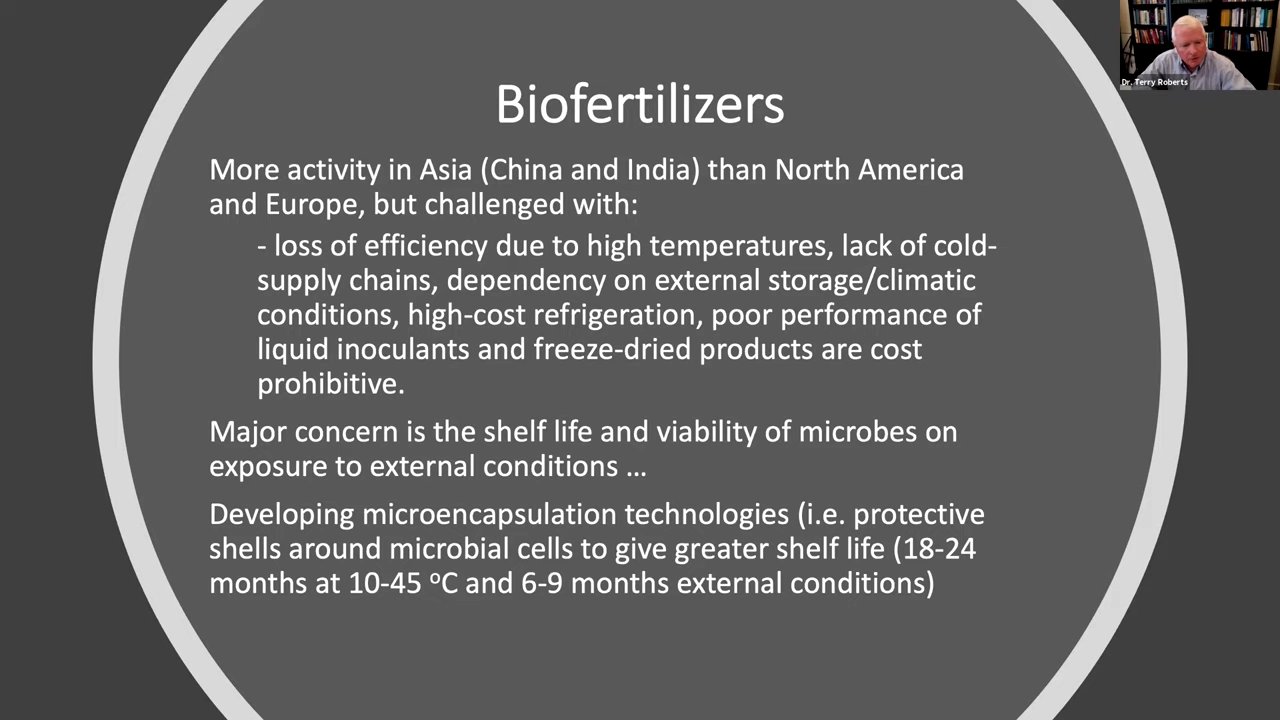 Dr. Terry Roberts
Biofertilizers
More activity in Asia (China and India) than North America
and Europe, but challenged with:
- loss of efficiency due to high temperatures, lack of cold-
supply chains, dependency on external storage/climatic
conditions, high-cost refrigeration, poor performance of
liquid inoculants and freeze-dried products are cost
prohibitive.
Major concern is the shelf life and viability of microbes on
exposure to external conditions …
Developing microencapsulation technologies (i.e. protective
shells around microbial cells to give greater shelf life (18-24
months at 10-45 ᵒC and 6-9 months external conditions)